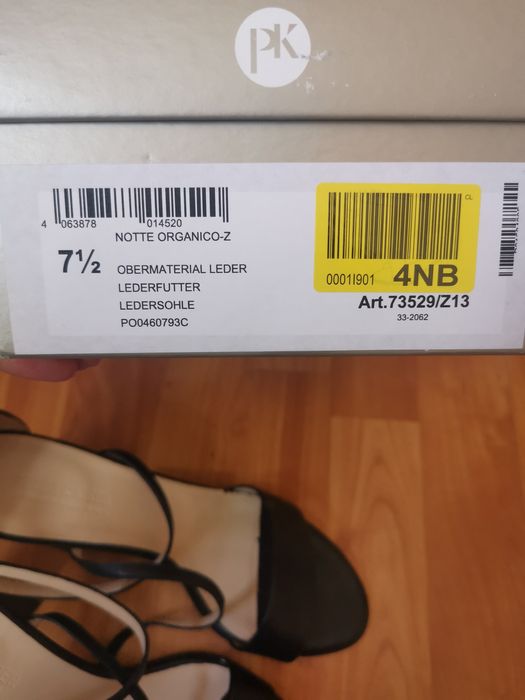 PK
4 063878 014520
NOTTE ORGANICO-Z
7½
OBERMATERIAL LEDER
LEDERFUTTER
LEDERSOHLE
PO0460793C
CL
0001I901 4NB
Art.73529/Z13
33-2062